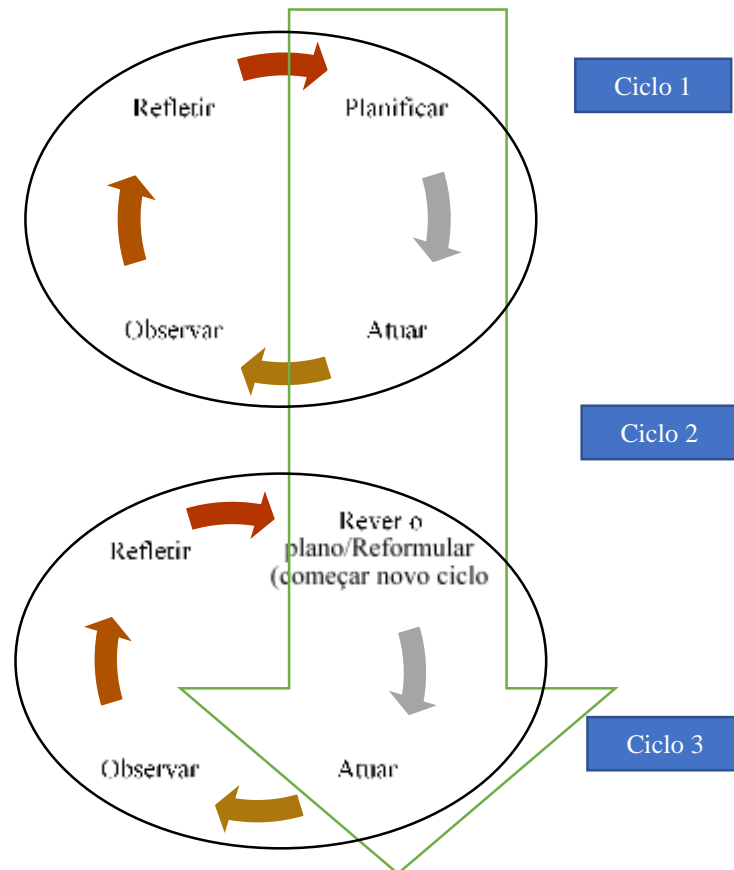 Ciclo 1
Refletir
Planificar
Observar
Atuar
Ciclo 2
Rever o
plano/Reformular
(começar novo ciclo
Refletir
Ciclo 3
Observar
Atuar